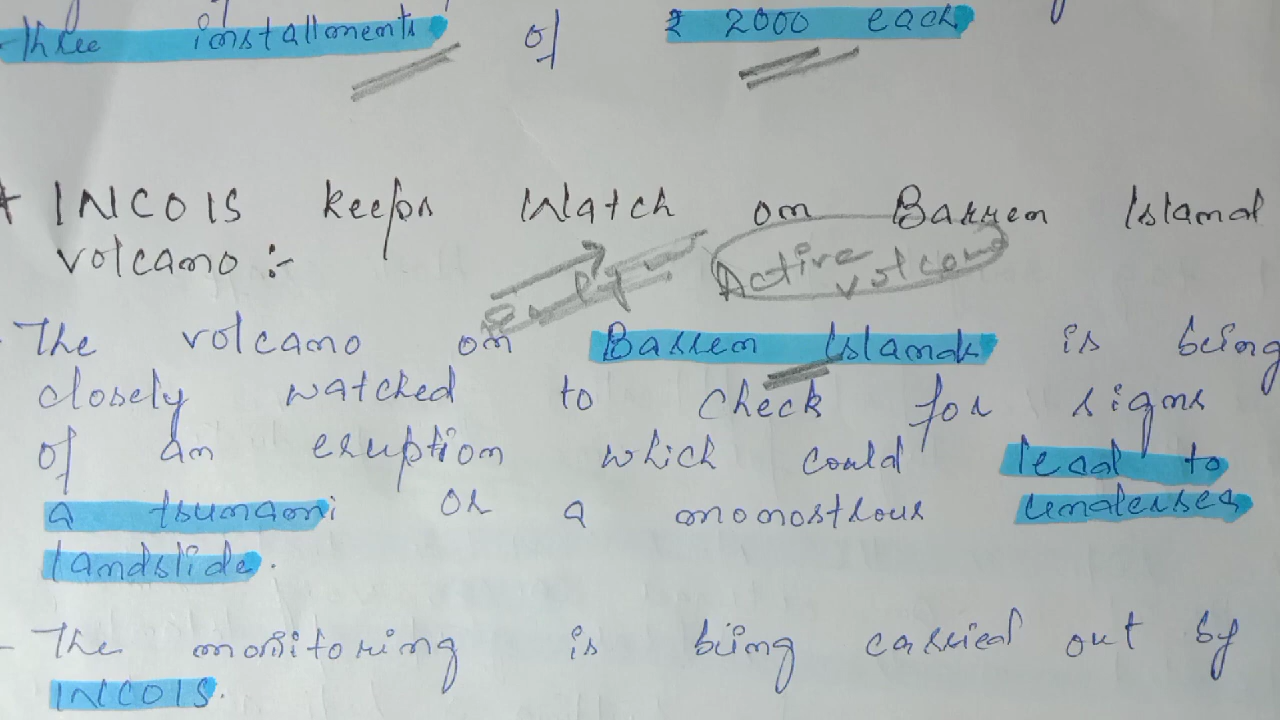 three installments of ₹ 2000 each
* INCOIS keeps Watch on Barren Island
volcano :-
Active
volcano
- The volcano on Barren Islands is being
closely watched to check for signs
of an eruption which could lead to
a tsunami or a monostrous undersea
landslide.
- The monitoring is being carried out by
INCOIS.